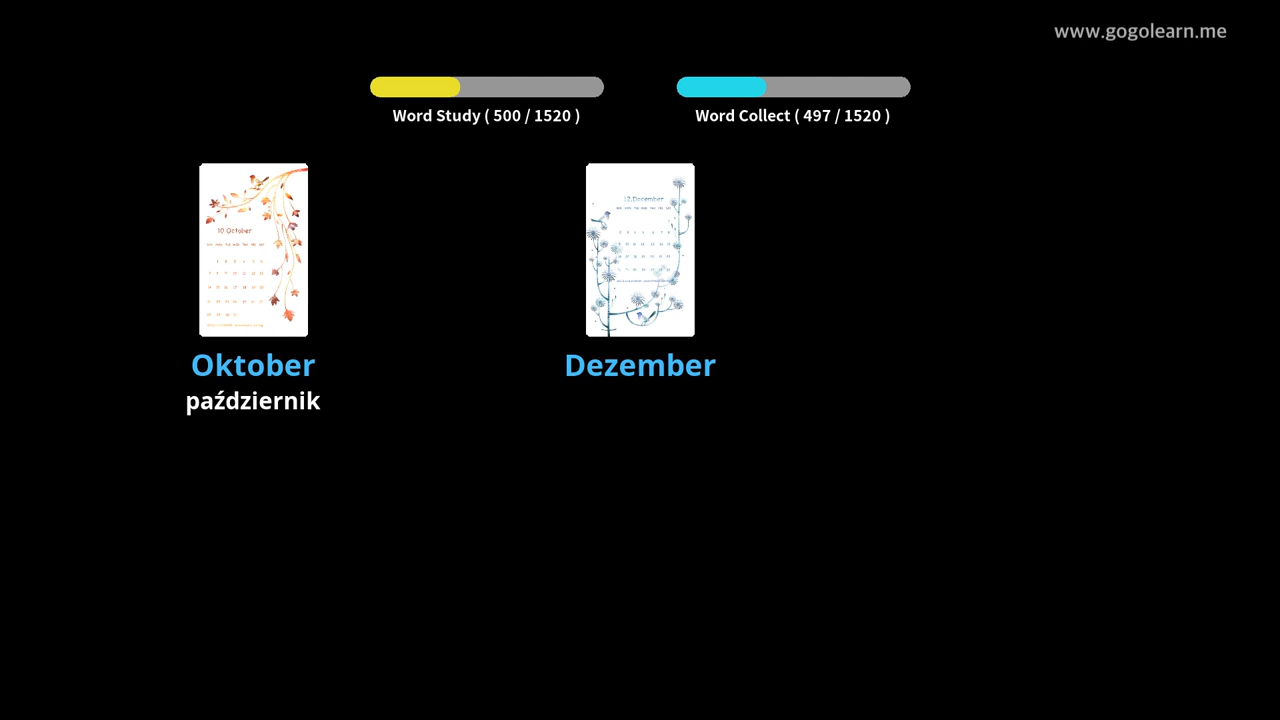 www.gogolearn.me
Word Study ( 500 / 1520 )
Word Collect ( 497 / 1520 )
10 October
12.December
Oktober
Dezember
październik